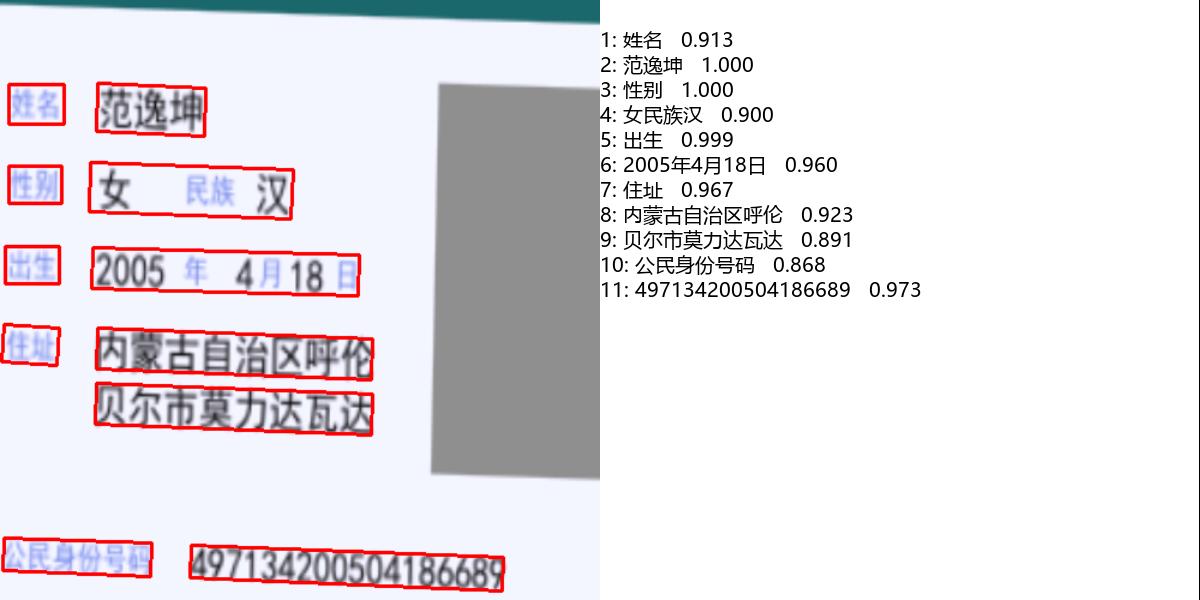 姓名 范逸坤
性别 女 民族 汉
出生 2005 年 4 月 18 日
住址 内蒙古自治区呼伦
贝尔市莫力达瓦达
公民身份号码 497134200504186689
1: 姓名 0.913
2: 范逸坤 1.000
3: 性别 1.000
4: 女民族汉 0.900
5: 出生 0.999
6: 2005年4月18日 0.960
7: 住址 0.967
8: 内蒙古自治区呼伦 0.923
9: 贝尔市莫力达瓦达 0.891
10: 公民身份号码 0.868
11: 497134200504186689 0.973